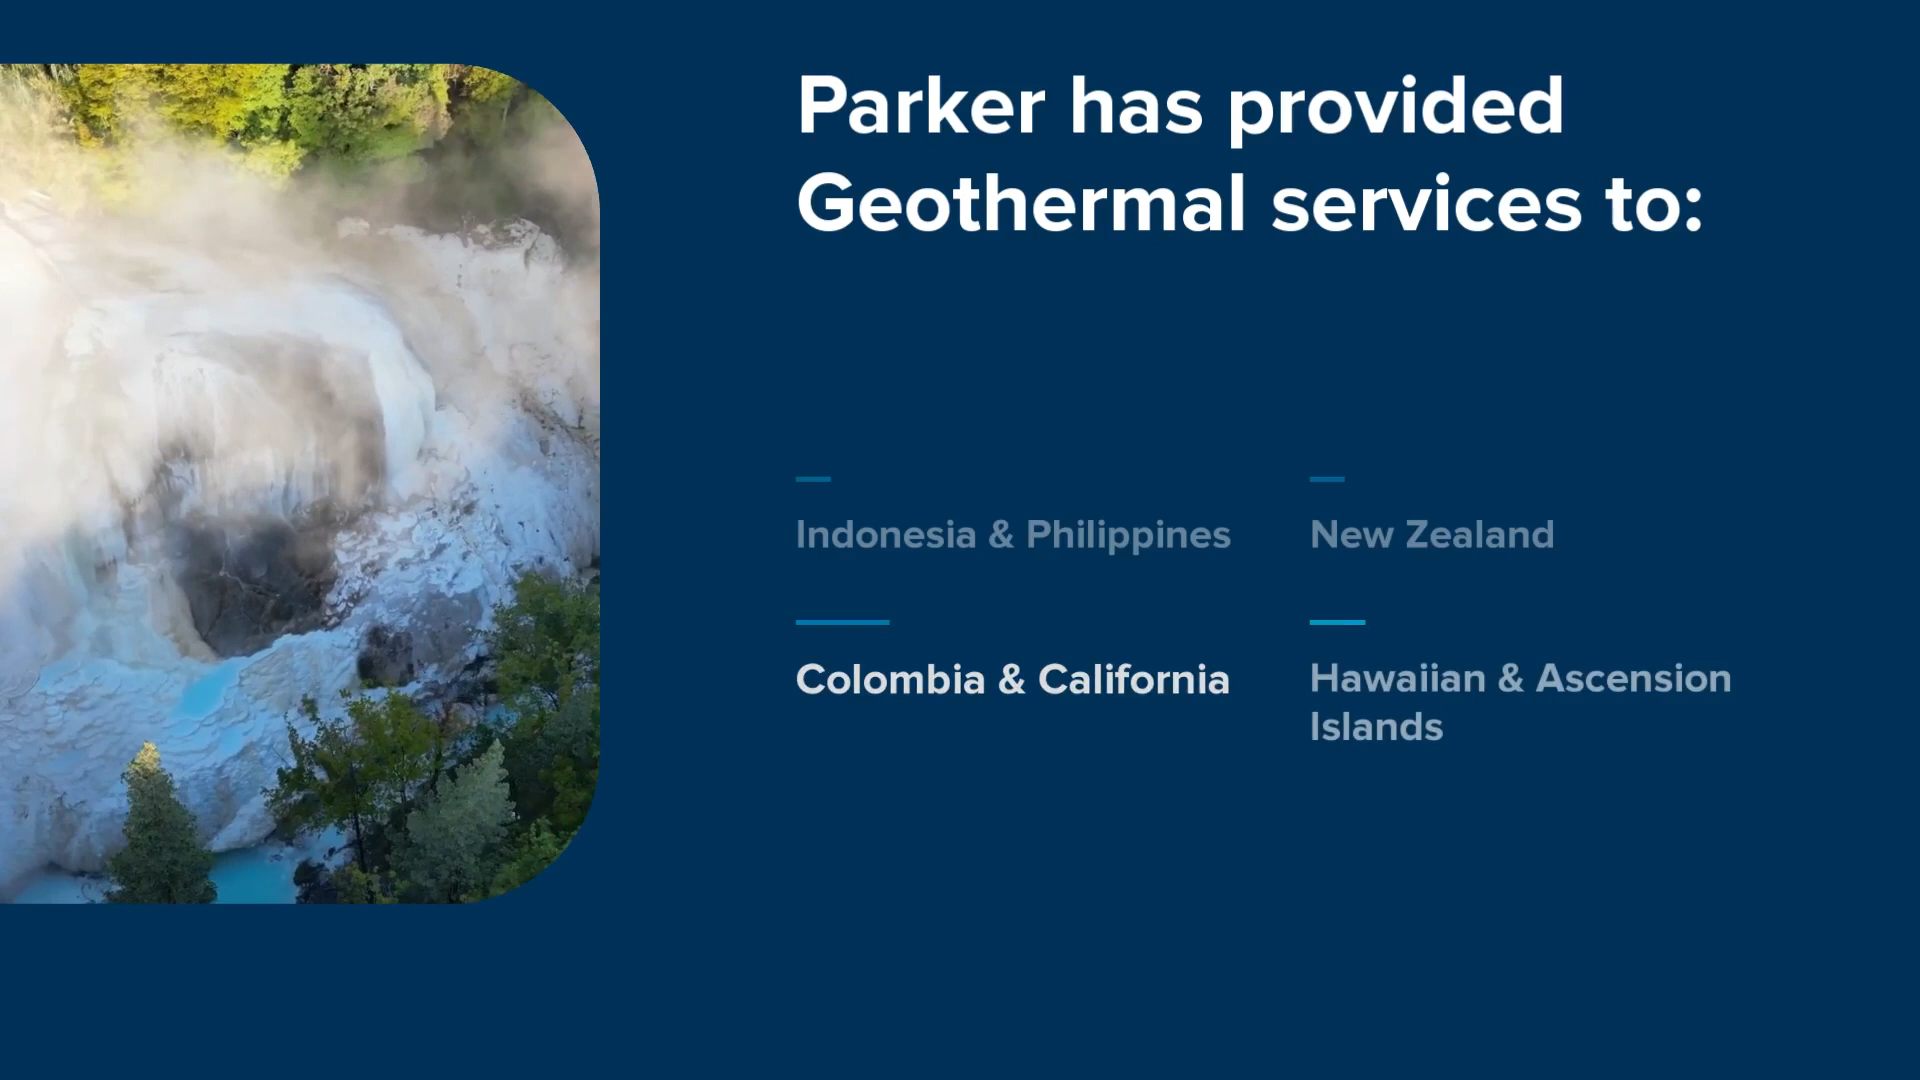 Parker has provided
Geothermal services to:
Indonesia & Philippines
New Zealand
Colombia & California
Hawaiian & Ascension
Islands